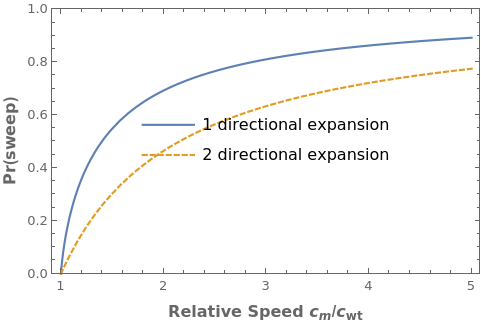 1.0
0.8
0.6
0.4
0.2
0.0
Pr(sweep)
1 directional expansion
2 directional expansion
1 2 3 4 5
Relative Speed cm/cwt